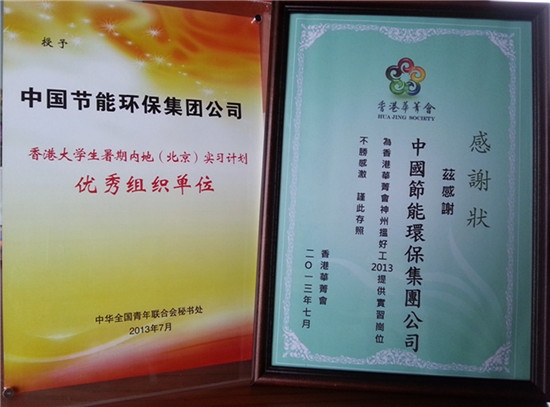 授予
中国节能环保集团公司
香港大学生暑期内地（北京）实习计划
优秀组织单位
中华全国青年联合会秘书处
2013年7月
香港華菁會
HUA JING SOCIETY
感謝狀
茲感謝
中國節能環保集團公司
為香港華菁會神州搵好工2013提供實習崗位
不勝感激 謹此存照
香港華菁會
二〇一三年七月